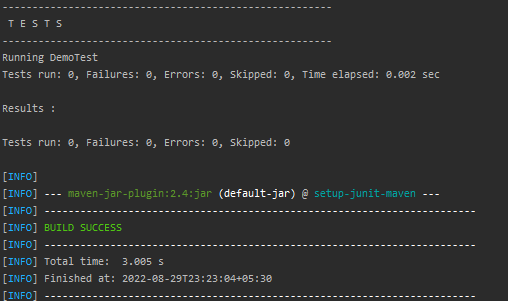 -------------------------------------------------------
 T E S T S
-------------------------------------------------------
Running DemoTest
Tests run: 0, Failures: 0, Errors: 0, Skipped: 0, Time elapsed: 0.002 sec

Results :

Tests run: 0, Failures: 0, Errors: 0, Skipped: 0

[INFO]
[INFO] --- maven-jar-plugin:2.4:jar (default-jar) @ setup-junit-maven ---
[INFO] ------------------------------------------------------------------------
[INFO] BUILD SUCCESS
[INFO] ------------------------------------------------------------------------
[INFO] Total time:  3.005 s
[INFO] Finished at: 2022-08-29T23:23:04+05:30
[INFO] ------------------------------------------------------------------------